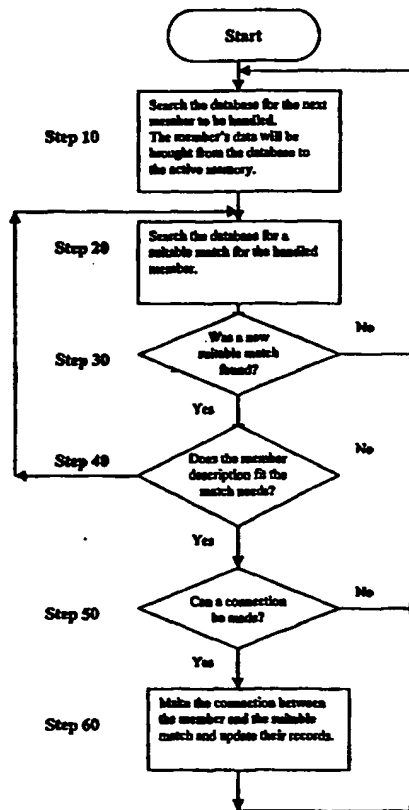 Start
Step 10
Search the database for the next
member to be handled.
The member's data will be
brought from the database to
the active memory.
Step 20
Search the database for a
suitable match for the handled
member.
Step 30
Was a new
suitable match
found?
No
Yes
Step 40
Does the member
description fit the
match needs?
No
Yes
Step 50
Can a connection
be made?
No
Yes
Step 60
Make the connection between
the member and the suitable
match and update their records.